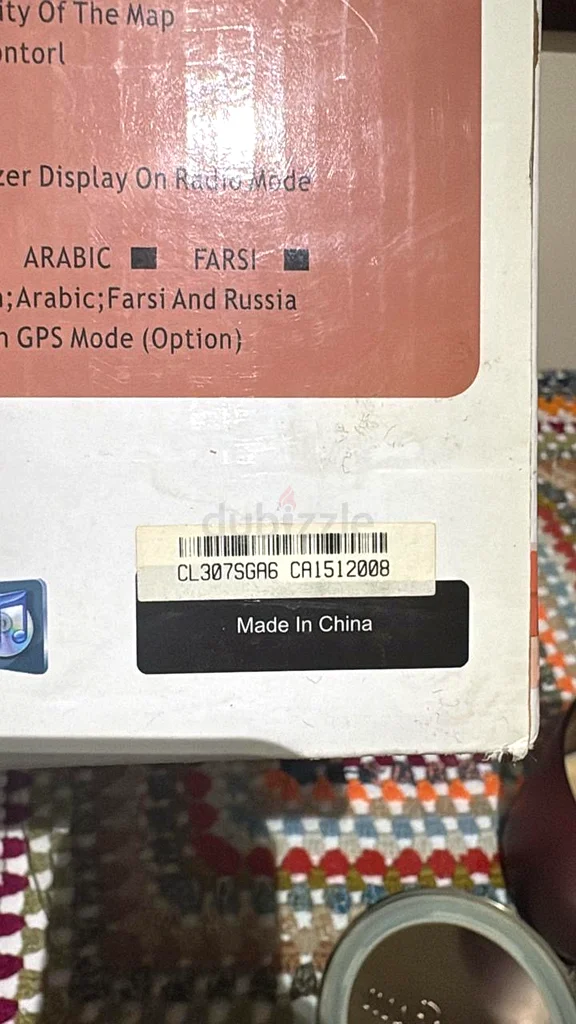 ity Of The Map
ontorl
zer Display On Radio Mode
ARABIC FARSI
n;Arabic;Farsi And Russia
n GPS Mode (Option)
dubizzle
CL307SGA6 CA1512008
Made In China